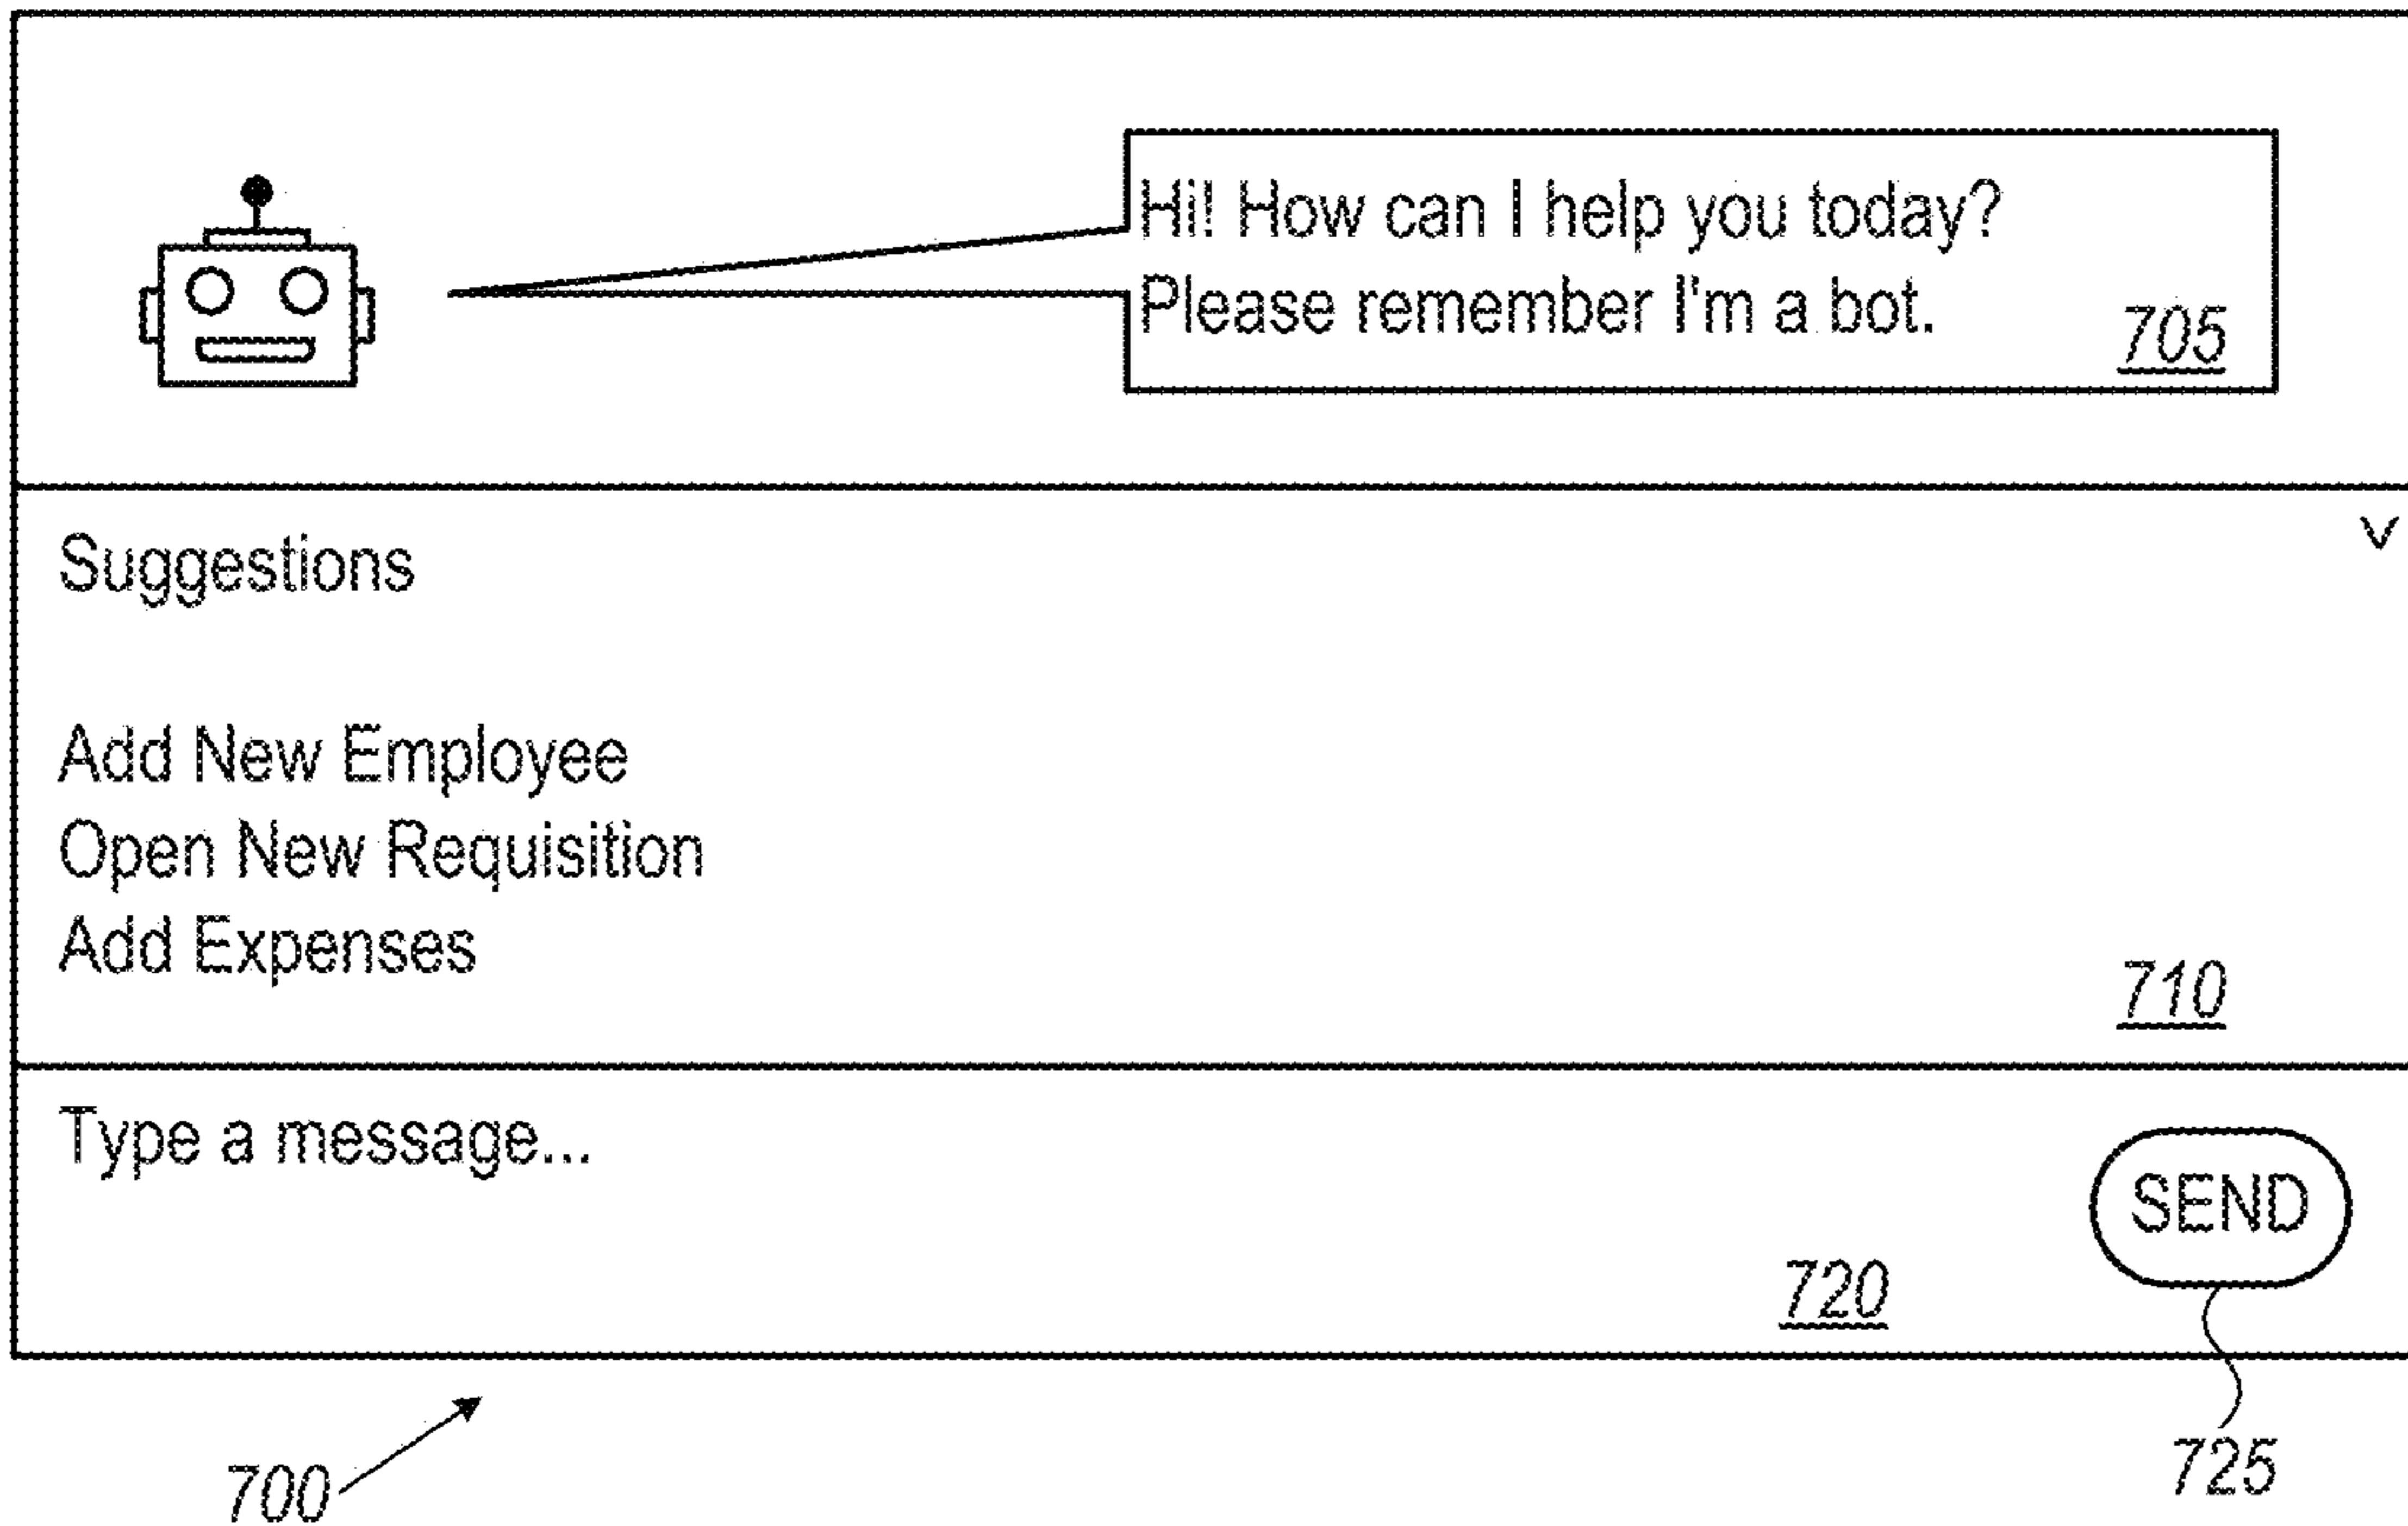 Hi! How can I help you today?
Please remember I'm a bot.
705
Suggestions
Add New Employee
Open New Requisition
Add Expenses
710
Type a message...
SEND
720
700
725